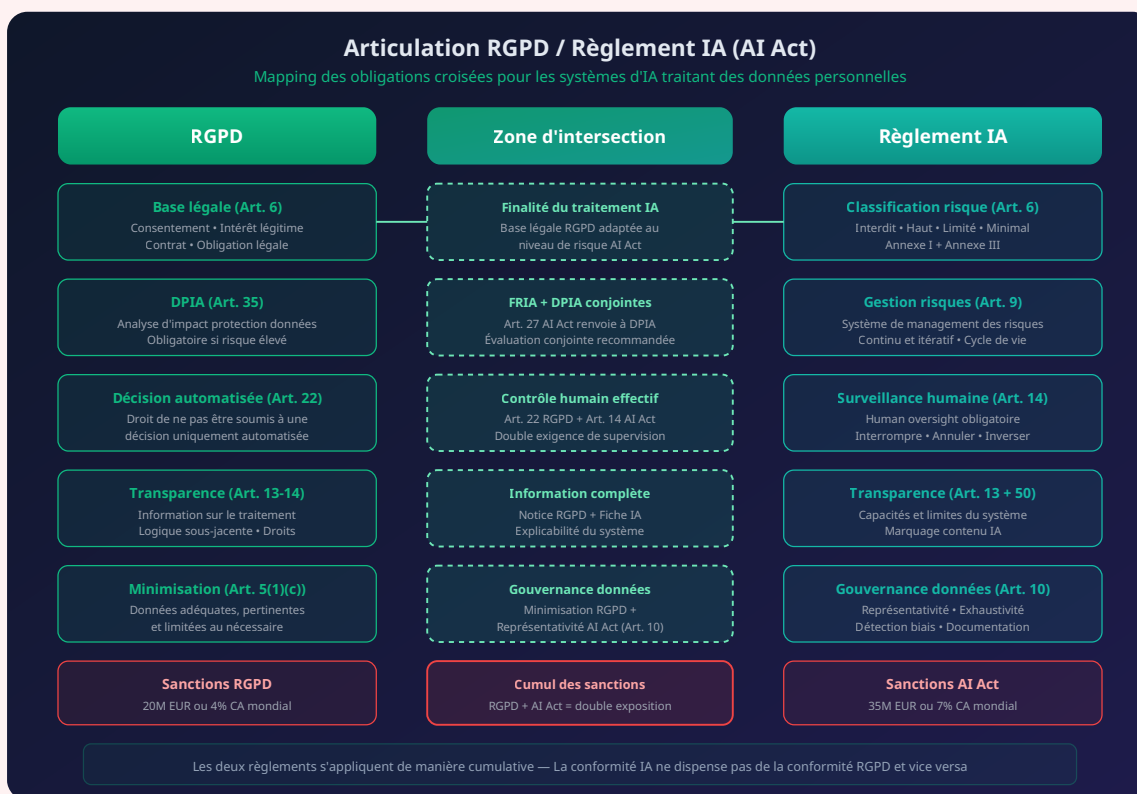 Articulation RGPD / Règlement IA (AI Act)
Mapping des obligations croisées pour les systèmes d'IA traitant des données personnelles
RGPD
Zone d'intersection
Règlement IA
Base légale (Art. 6)
Consentement • Intérêt légitime
Contrat • Obligation légale
Finalité du traitement IA
Base légale RGPD adaptée au
niveau de risque AI Act
Classification risque (Art. 6)
Interdit • Haut • Limité • Minimal
Annexe I + Annexe III
DPIA (Art. 35)
Analyse d'impact protection données
Obligatoire si risque élevé
FRIA + DPIA conjointes
Art. 27 AI Act renvoie à DPIA
Évaluation conjointe recommandée
Gestion risques (Art. 9)
Système de management des risques
Continu et itératif • Cycle de vie
Décision automatisée (Art. 22)
Droit de ne pas être soumis à une
décision uniquement automatisée
Contrôle humain effectif
Art. 22 RGPD + Art. 14 AI Act
Double exigence de supervision
Surveillance humaine (Art. 14)
Human oversight obligatoire
Interrompre • Annuler • Inverser
Transparence (Art. 13-14)
Information sur le traitement
Logique sous-jacente • Droits
Information complète
Notice RGPD + Fiche IA
Explicabilité du système
Transparence (Art. 13 + 50)
Capacités et limites du système
Marquage contenu IA
Minimisation (Art. 5(1)(c))
Données adéquates, pertinentes
et limitées au nécessaire
Gouvernance données
Minimisation RGPD +
Représentativité AI Act (Art. 10)
Gouvernance données (Art. 10)
Représentativité • Exhaustivité
Détection biais • Documentation
Sanctions RGPD
20M EUR ou 4% CA mondial
Cumul des sanctions
RGPD + AI Act = double exposition
Sanctions AI Act
35M EUR ou 7% CA mondial
Les deux règlements s'appliquent de manière cumulative — La conformité IA ne dispense pas de la conformité RGPD et vice versa